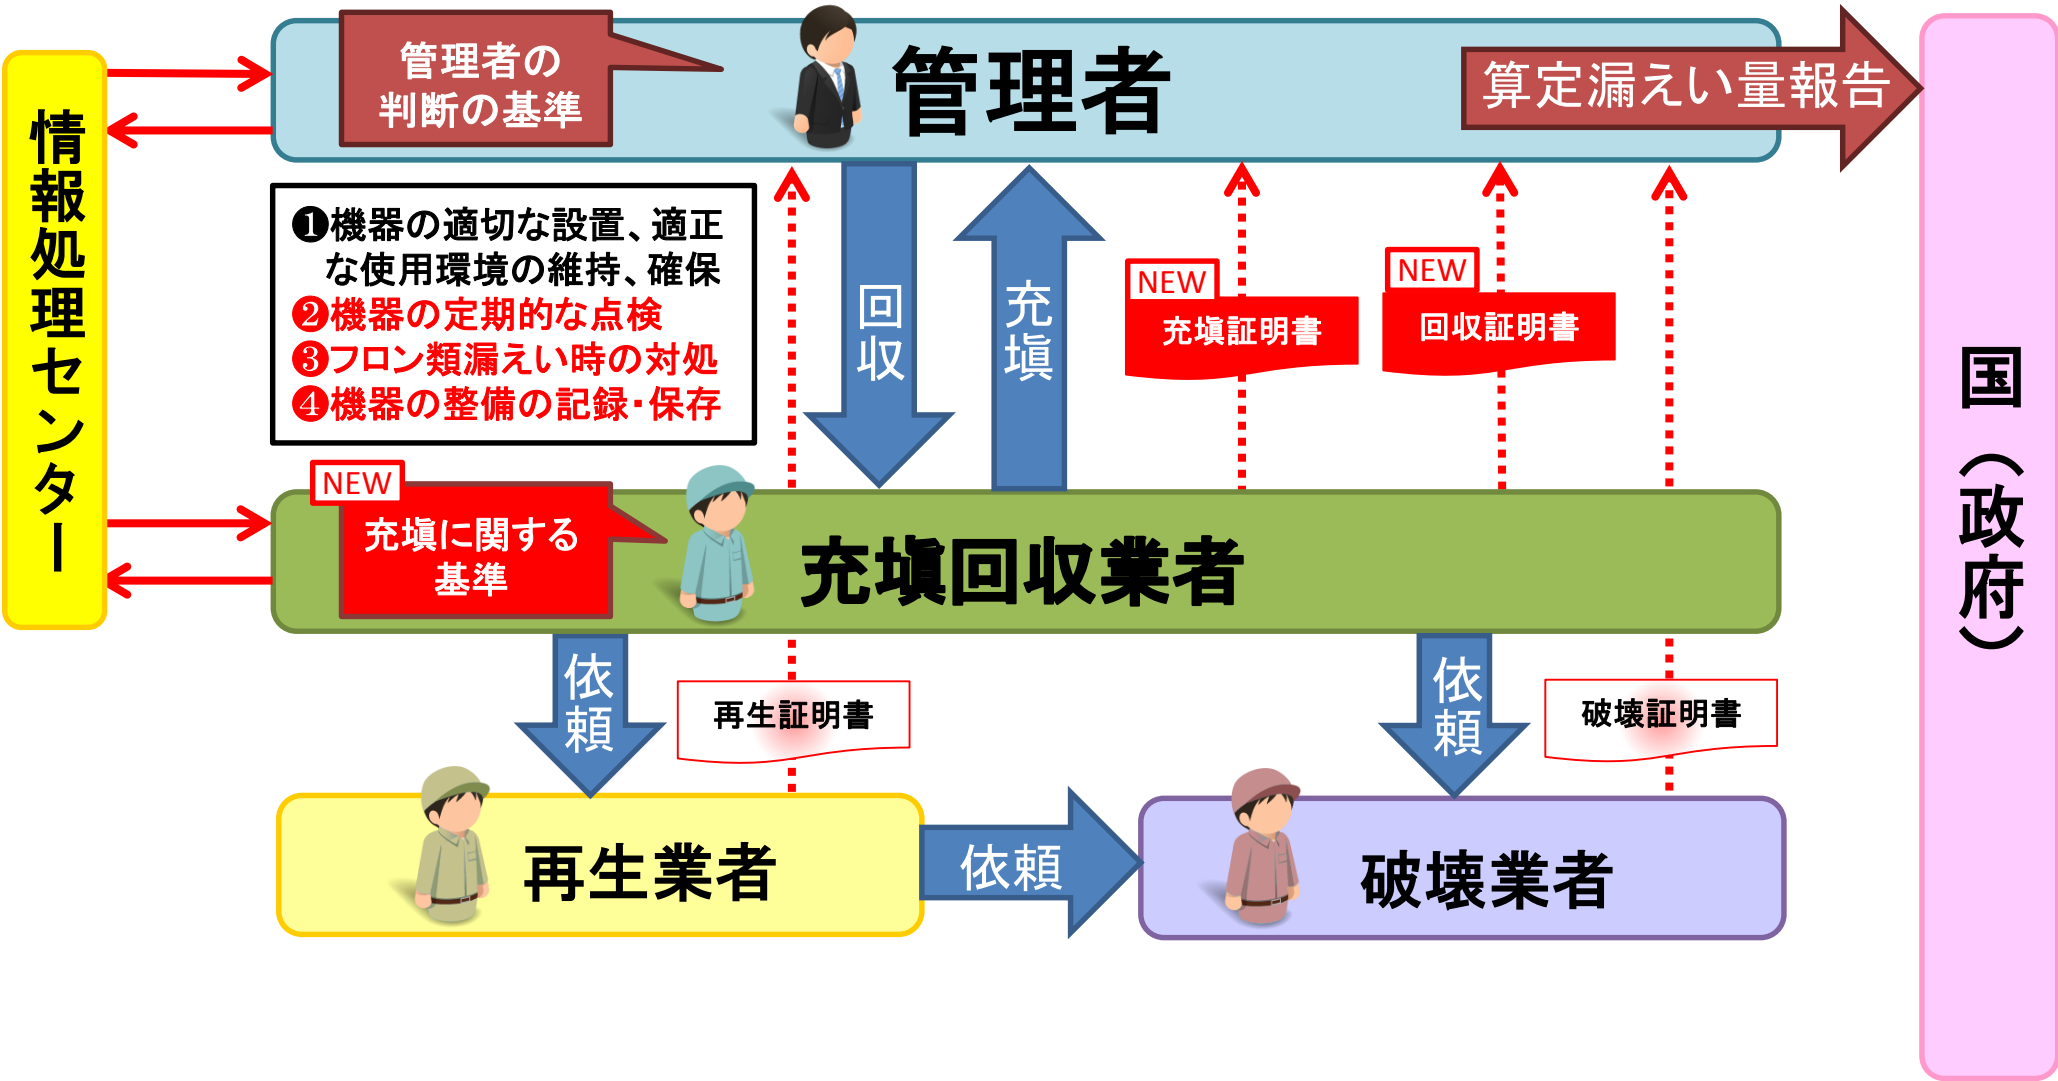 管理者の
判断の基準
管理者
算定漏えい量報告
情報処理センター
❶機器の適切な設置、適正
な使用環境の維持、確保
❷機器の定期的な点検
❸フロン類漏えい時の対処
❹機器の整備の記録・保存
回収
充塡
NEW
充塡証明書
NEW
回収証明書
国（政府）
NEW
充塡に関する
基準
充塡回収業者
依頼
再生証明書
依頼
破壊証明書
再生業者
依頼
破壊業者